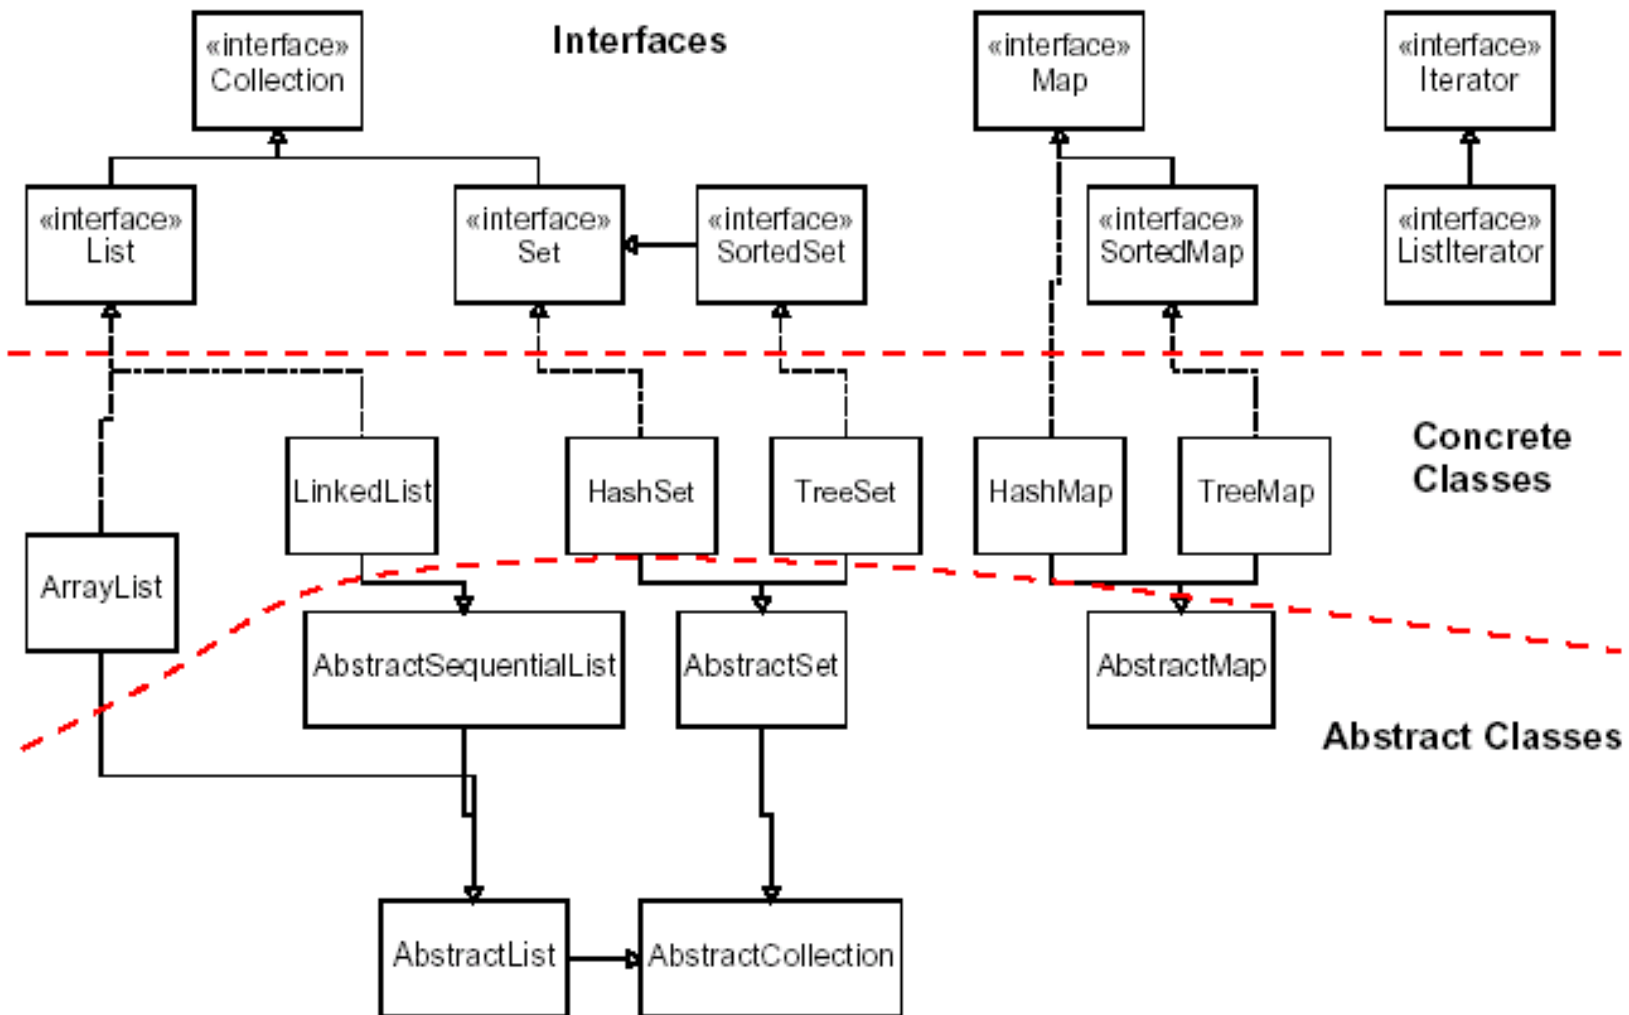 «interface»
Collection
Interfaces
«interface»
Map
«interface»
Iterator
«interface»
List
«interface»
Set
«interface»
SortedSet
«interface»
SortedMap
«interface»
ListIterator
Concrete
Classes
LinkedList
HashSet
TreeSet
HashMap
TreeMap
ArrayList
AbstractSequentialList
AbstractSet
AbstractMap
Abstract Classes
AbstractList
AbstractCollection